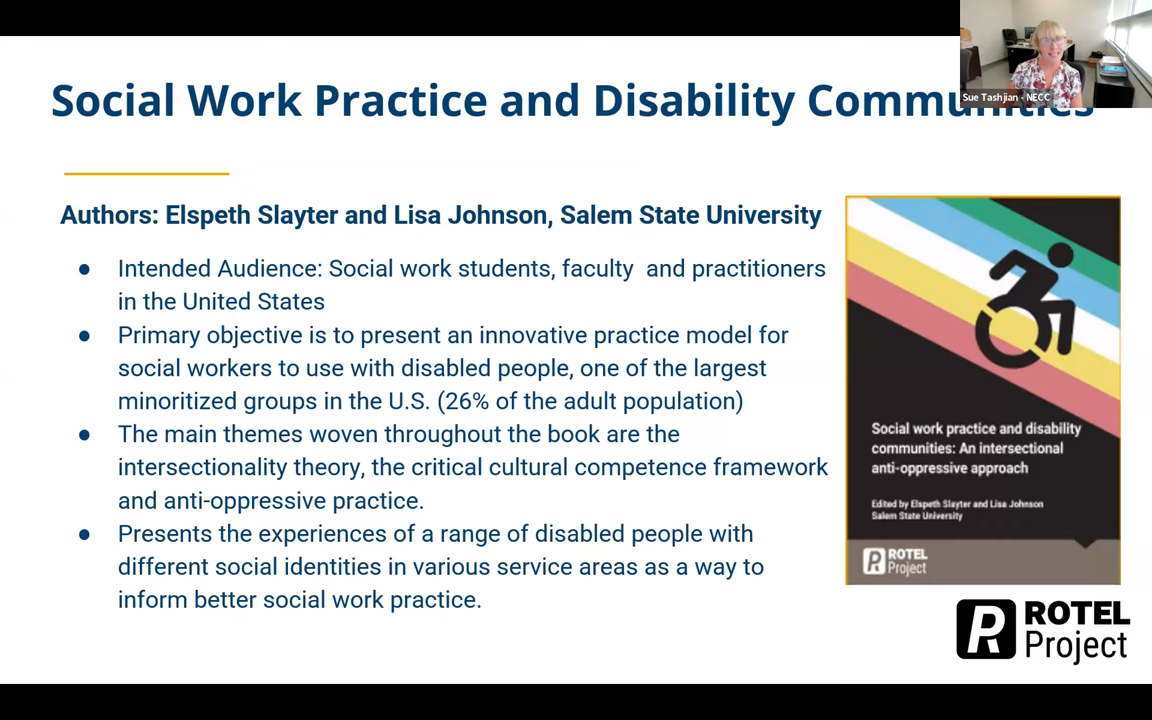 Social Work Practice and Disability Communities
Sue Tashjian - NECC
Authors: Elspeth Slayter and Lisa Johnson, Salem State University
● Intended Audience: Social work students, faculty  and practitioners
in the United States
● Primary objective is to present an innovative practice model for
social workers to use with disabled people, one of the largest
minoritized groups in the U.S. (26% of the adult population)
● The main themes woven throughout the book are the
intersectionality theory, the critical cultural competence framework
and anti-oppressive practice.
● Presents the experiences of a range of disabled people with
different social identities in various service areas as a way to
inform better social work practice.
Social work practice and disability
communities: An intersectional
anti-oppressive approach
Edited by Elspeth Slayter and Lisa Johnson
Salem State University
R ROTEL
Project
R ROTEL
Project